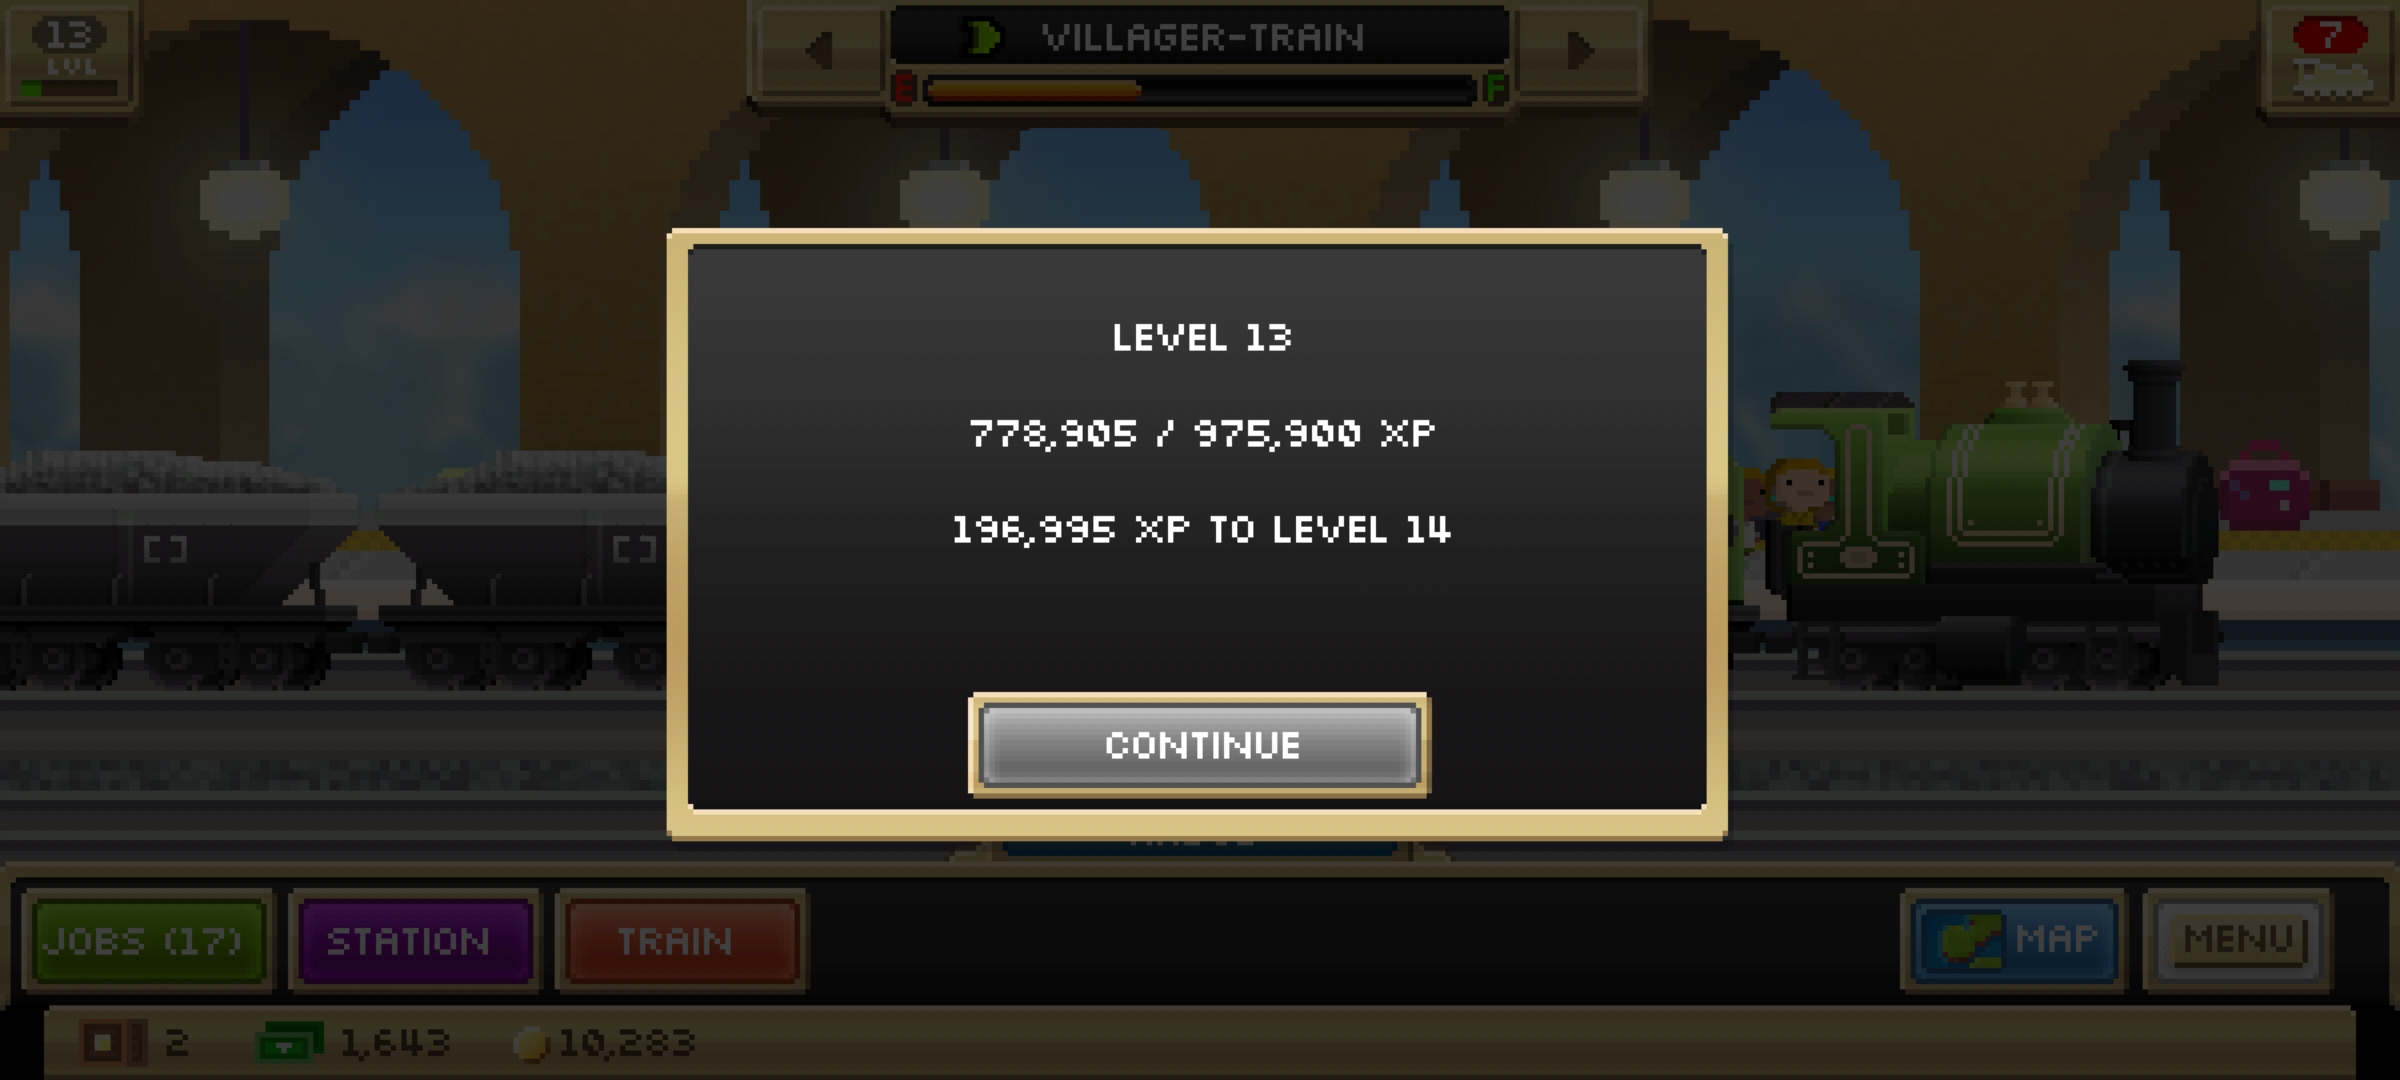 13
LVL
VILLAGER-TRAIN
E F
7
LEVEL 13
778,905 / 975,900 XP
196,995 XP TO LEVEL 14
CONTINUE
JOBS (17)
STATION
TRAIN
MAP
MENU
2
1,643
10,283